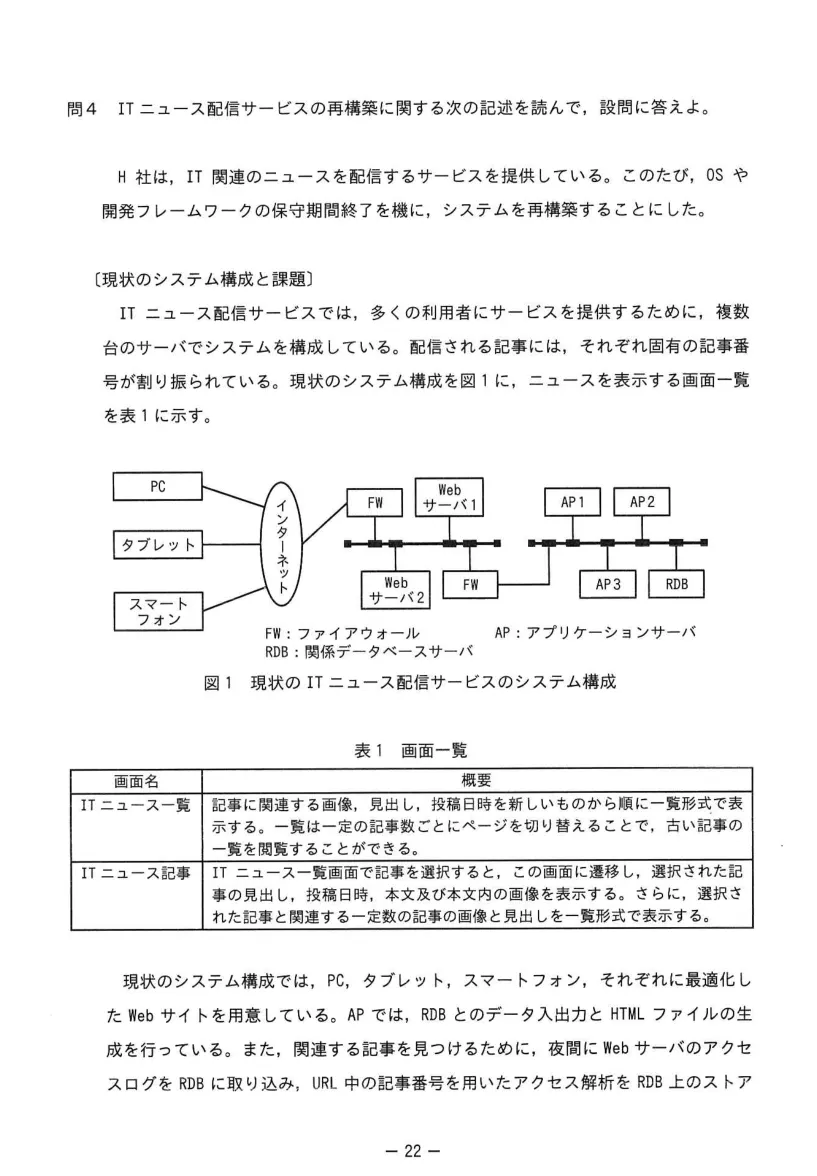 問4 IT ニュース配信サービスの再構築に関する次の記述を読んで，設問に答えよ。
H 社は，IT 関連のニュースを配信するサービスを提供している。このたび，OS や
開発フレームワークの保守期間終了を機に，システムを再構築することにした。
〔現状のシステム構成と課題〕
IT ニュース配信サービスでは，多くの利用者にサービスを提供するために，複数
台のサーバでシステムを構成している。配信される記事には，それぞれ固有の記事番
号が割り振られている。現状のシステム構成を図1に，ニュースを表示する画面一覧
を表1に示す。
PC
タブレット
スマート
フォン
インターネット
FW
Web
サーバ1
Web
サーバ2
FW
AP1
AP2
AP3
RDB
FW：ファイアウォール AP：アプリケーションサーバ
RDB：関係データベースサーバ
図1 現状の IT ニュース配信サービスのシステム構成
表1 画面一覧
画面名 概要
IT ニュース一覧 記事に関連する画像，見出し，投稿日時を新しいものから順に一覧形式で表
示する。一覧は一定の記事数ごとにページを切り替えることで，古い記事の
一覧を閲覧することができる。
IT ニュース記事 IT ニュース一覧画面で記事を選択すると，この画面に遷移し，選択された記
事の見出し，投稿日時，本文及び本文内の画像を表示する。さらに，選択さ
れた記事と関連する一定数の記事の画像と見出しを一覧形式で表示する。
現状のシステム構成では，PC，タブレット，スマートフォン，それぞれに最適化し
た Web サイトを用意している。AP では，RDB とのデータ入出力と HTML ファイルの生
成を行っている。また，関連する記事を見つけるために，夜間に Web サーバのアクセ
スログを RDB に取り込み，URL 中の記事番号を用いたアクセス解析を RDB 上のストア
－ 22 －